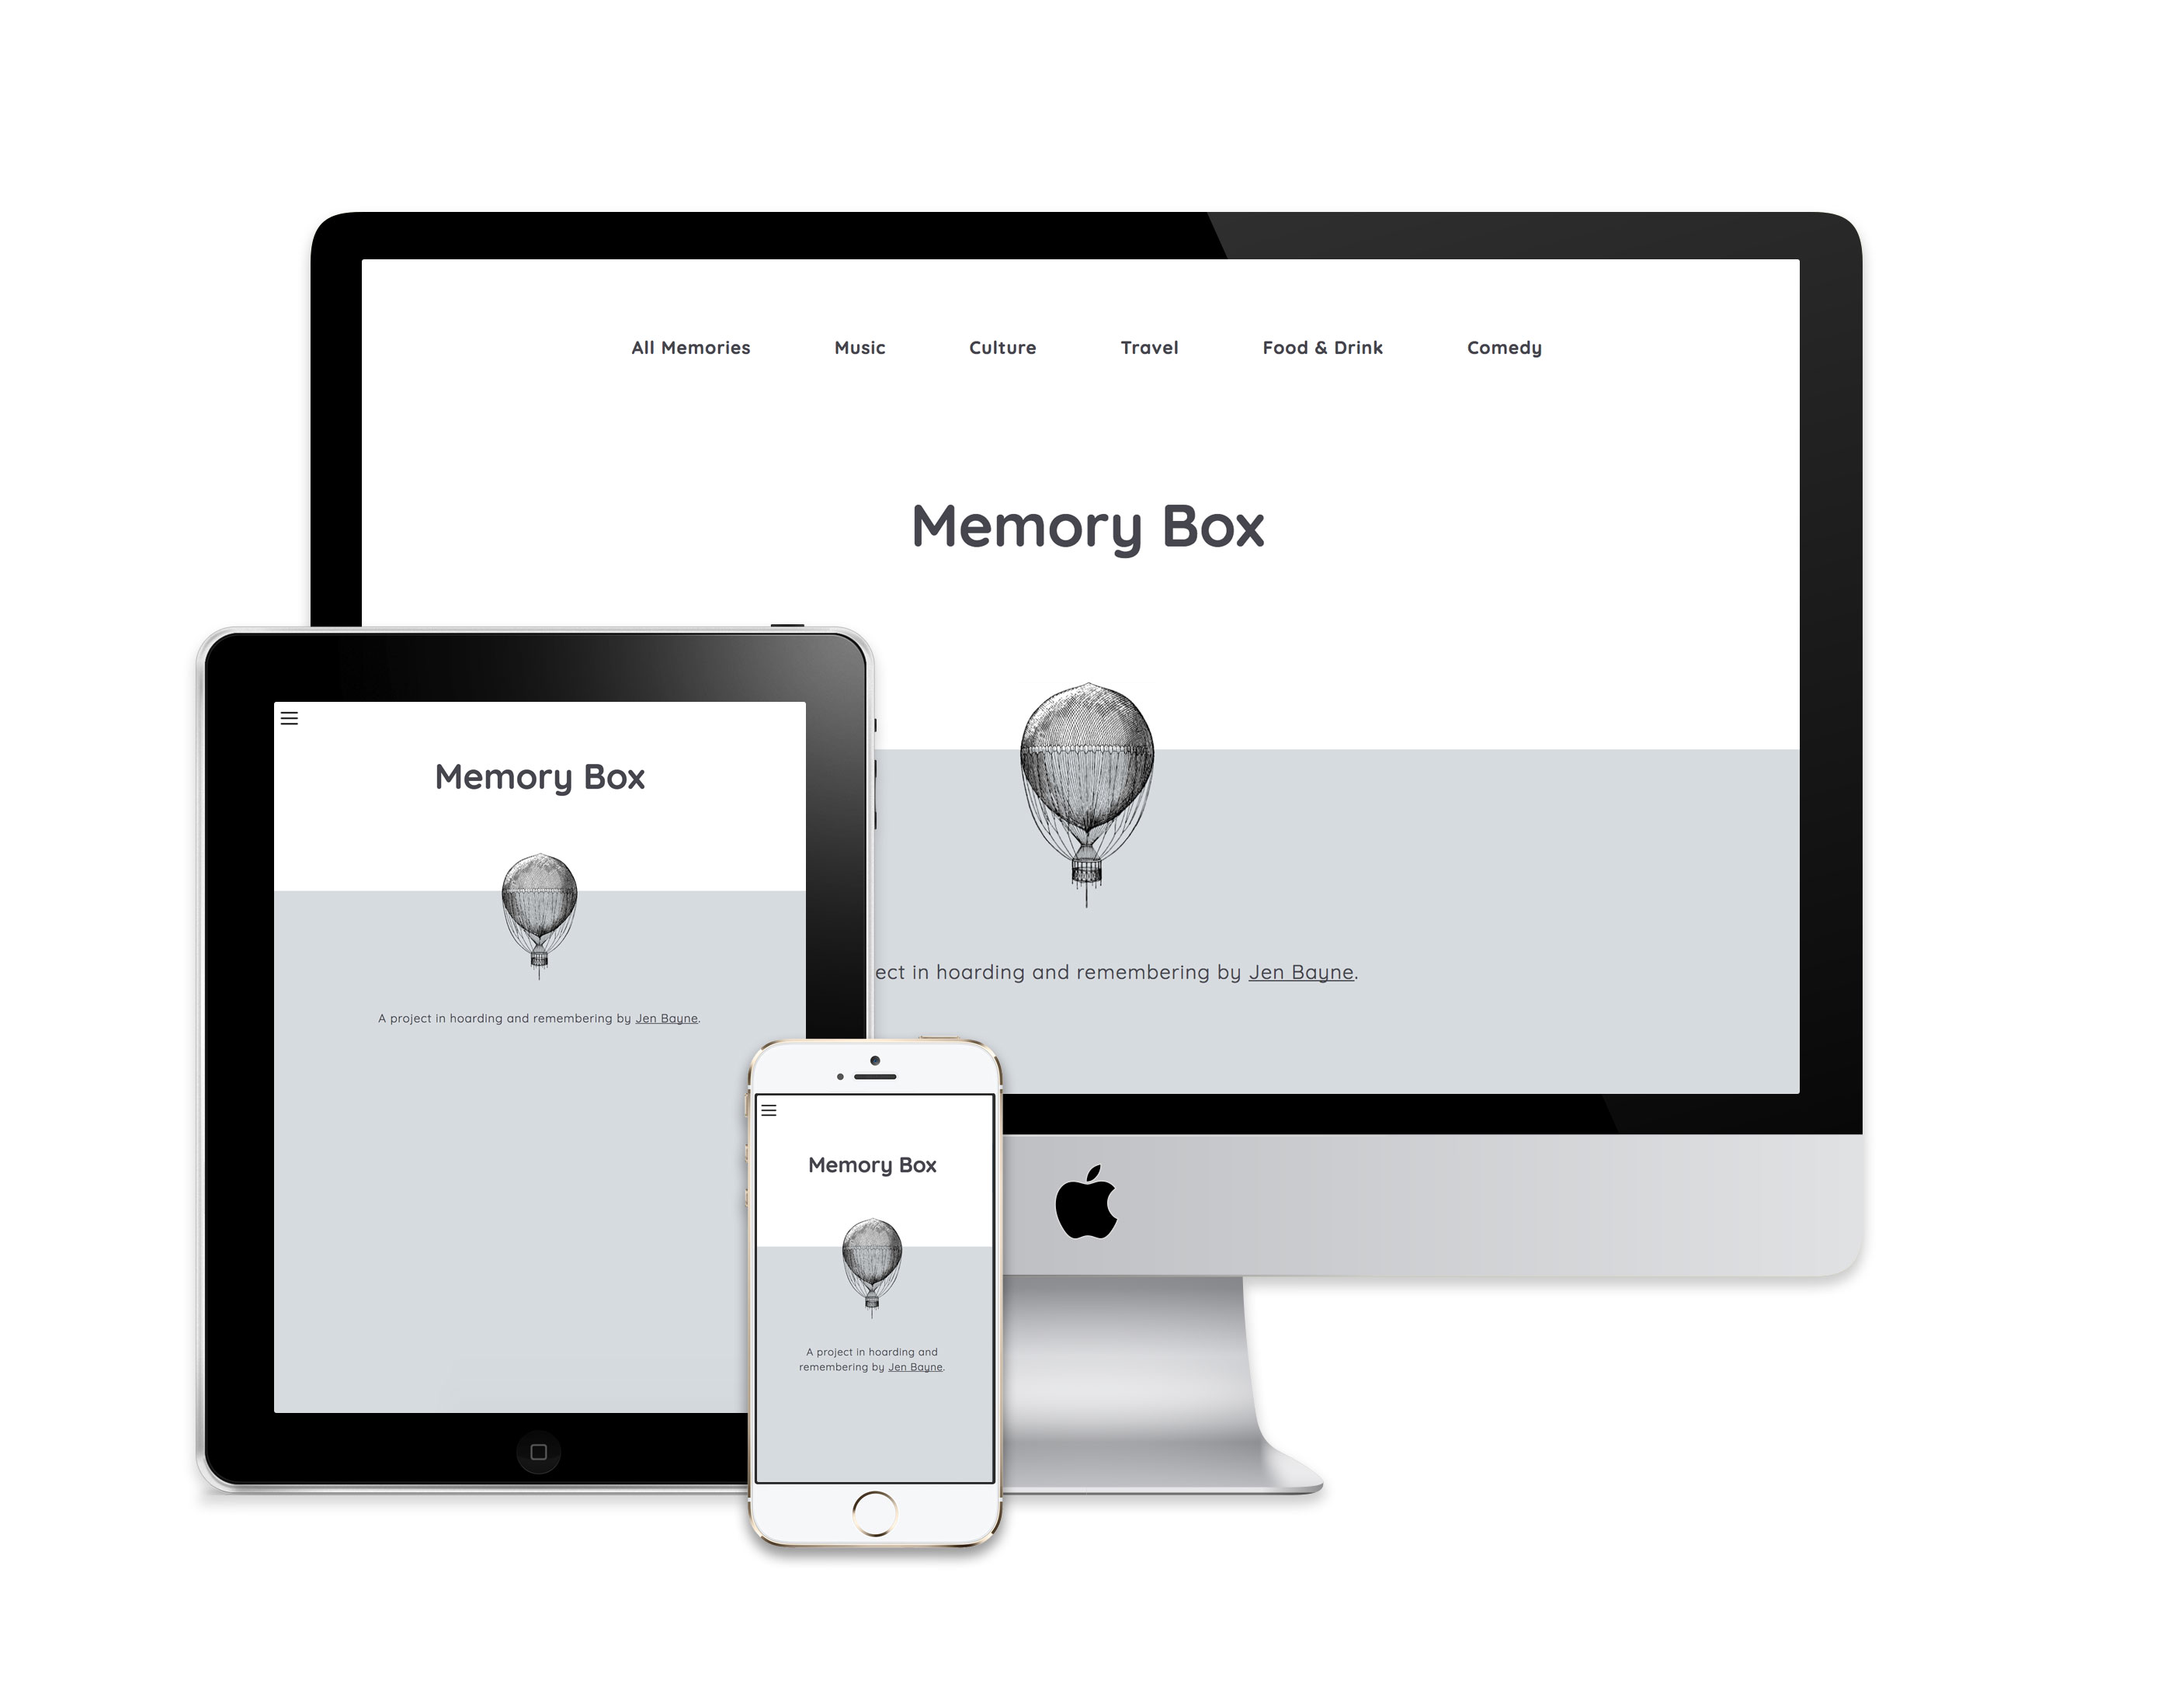 All Memories Music Culture Travel Food & Drink Comedy
Memory Box
ect in hoarding and remembering by Jen Bayne.
Memory Box
A project in hoarding and remembering by Jen Bayne.
Memory Box
A project in hoarding and
remembering by Jen Bayne.